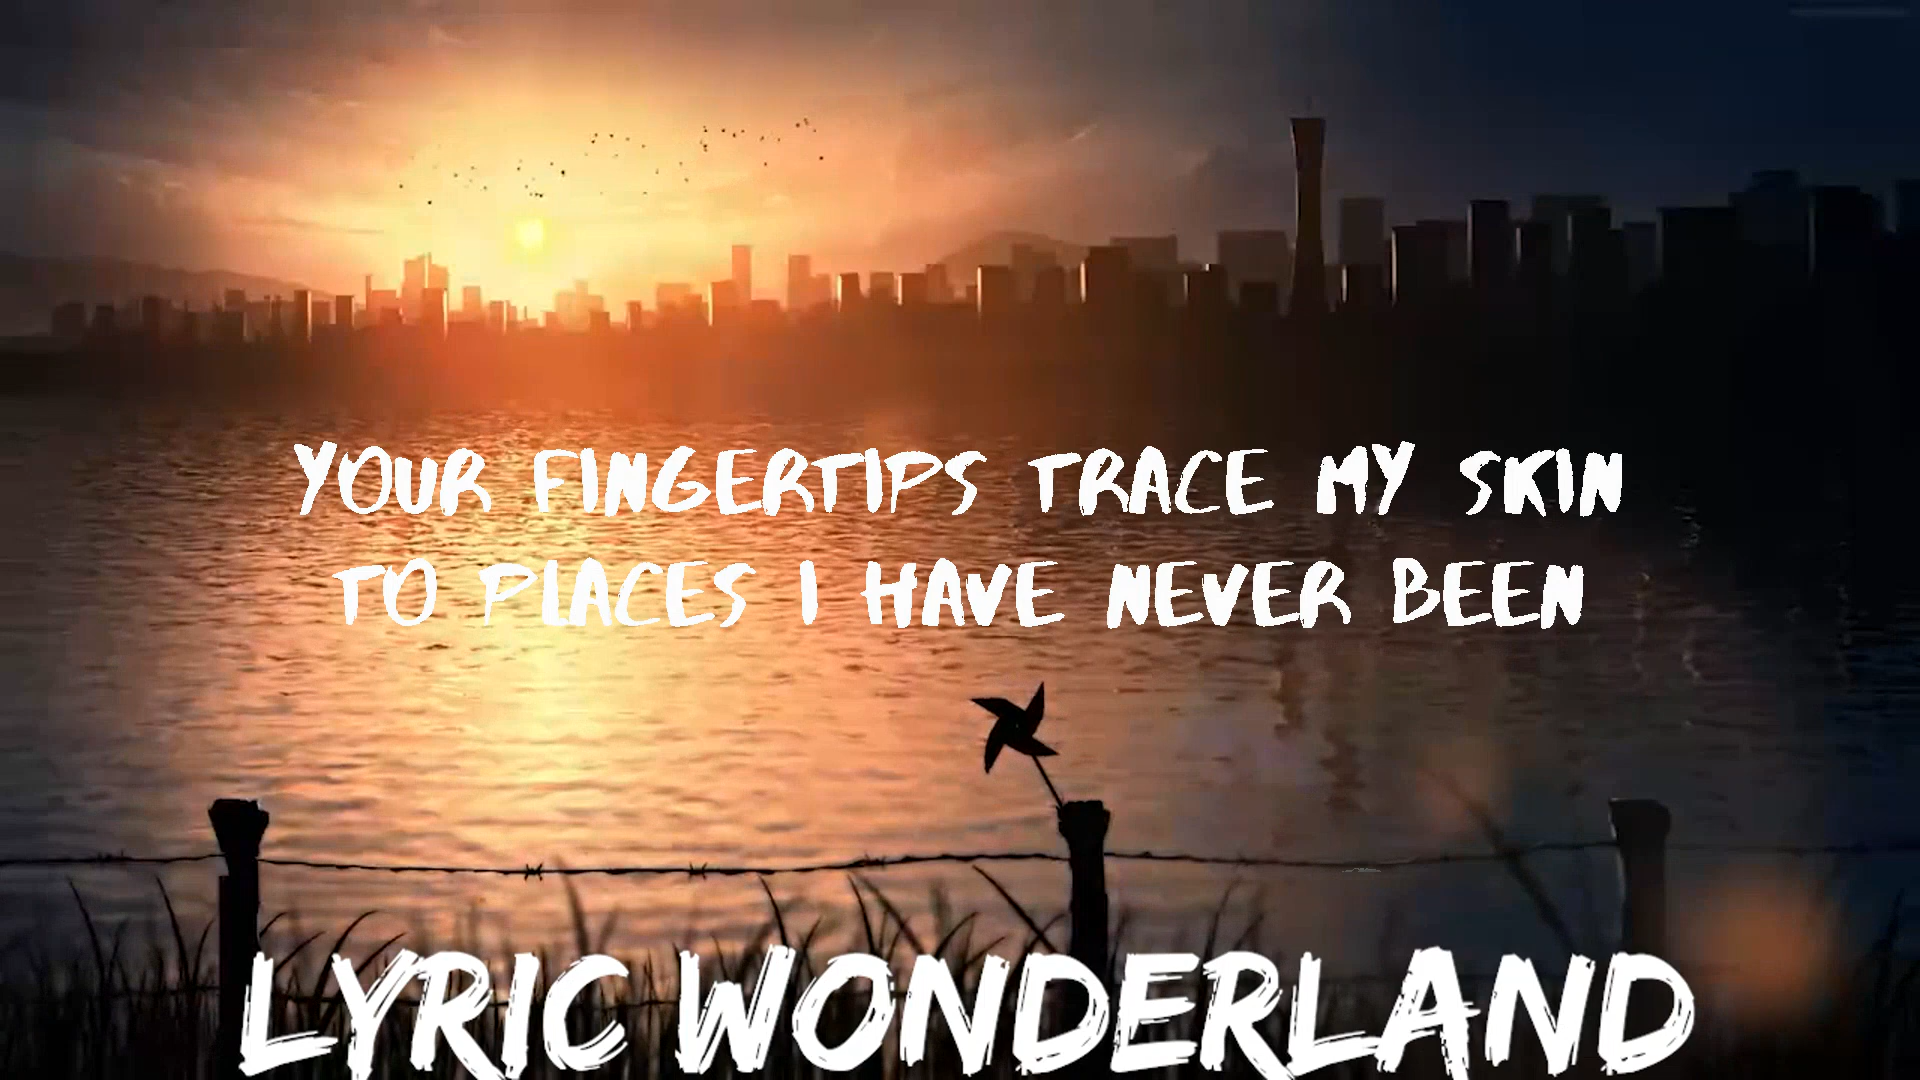 YOUR FINGERTIPS TRACE MY SKIN
TO PLACES I HAVE NEVER BEEN
LYRIC WONDERLAND